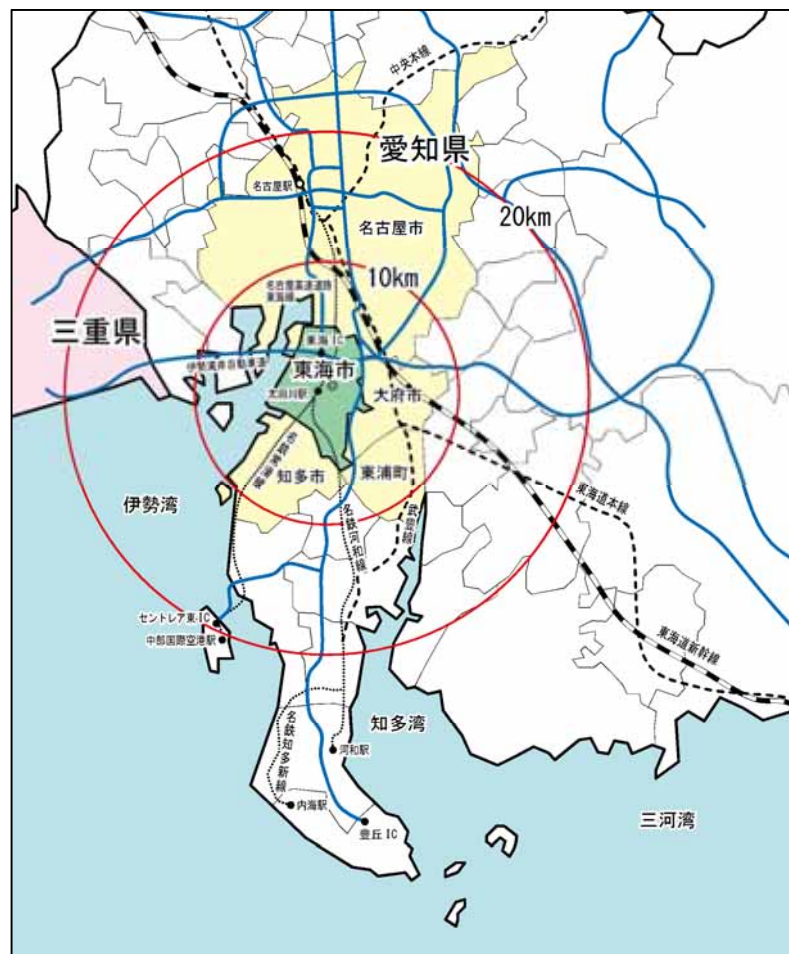 中央本線
愛知県
名古屋駅
20km
名古屋市
10km
名古屋高速道路
東海線
三重県
東海IC
伊勢湾岸自動車道
東海市
太田川駅
大府市
知多市
東浦町
名鉄常滑線
伊勢湾
東海道本線
武豊線
名鉄河和線
セントレア東IC
中部国際空港駅
東海道新幹線
知多湾
名鉄知多新線
河和駅
内海駅
豊丘IC
三河湾